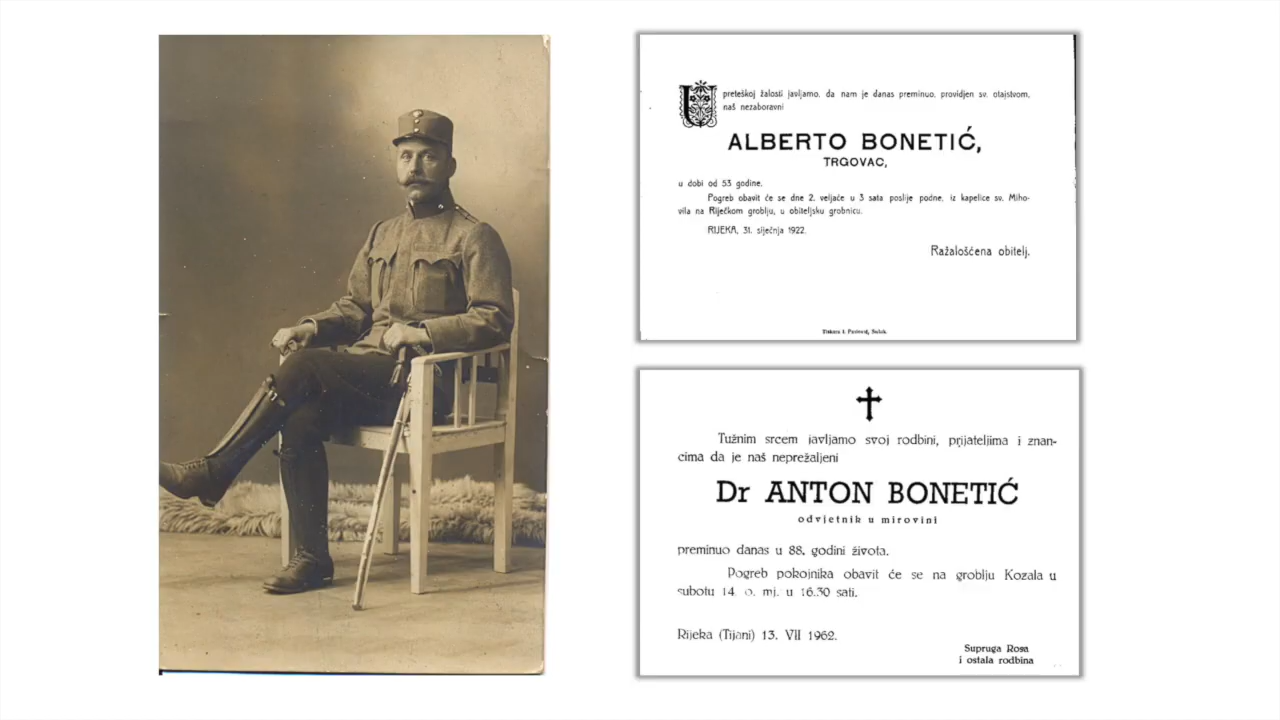 U preteškoj žalosti javljamo, da nam je danas preminuo, providjen sv. otajstvom,
naš nezaboravni
ALBERTO BONETIĆ,
TRGOVAC,
u dobi od 53 godine.
Pogreb obavit će se dne 2. veljače u 3 sata poslije podne, iz kapelice sv. Miho-
vila na Riječkom groblju, u obiteljsku grobnicu.
RIJEKA, 31. siječnja 1922.
Ražalošćena obitelj.
Tiskara
Tužnim srcem javljamo svoj rodbini, prijateljima i znan-
cima da je naš neprežaljeni
Dr ANTON BONETIĆ
odvjetnik u mirovini
preminuo danas u 88. godini života.
Pogreb pokojnika obavit će se na groblju Kozala u
subotu 14. o. mj. u 16.30 sati.
Rijeka (Tijani) 13. VII 1962.
Supruga Rosa
i ostala rodbina